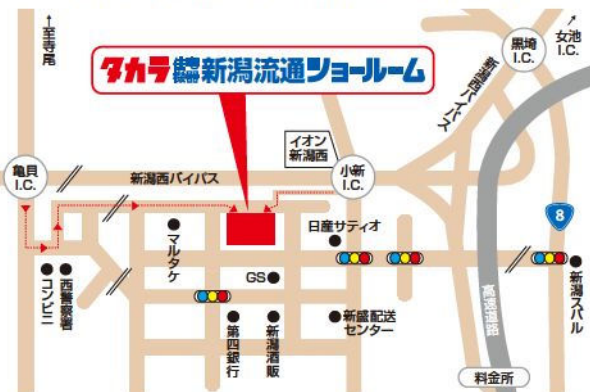 至寺尾
黒埼
I.C.
女池
I.C.
タカラ
新潟流通ショールーム
新潟西バイパス
イオン
新潟西
亀貝
I.C.
新潟西バイパス
小新
I.C.
日産サティオ
8
マルタケ
GS
コンビニ
西警察署
第四銀行
新潟酒販
新盛配送
センター
高速道路
新潟スバル
料金所